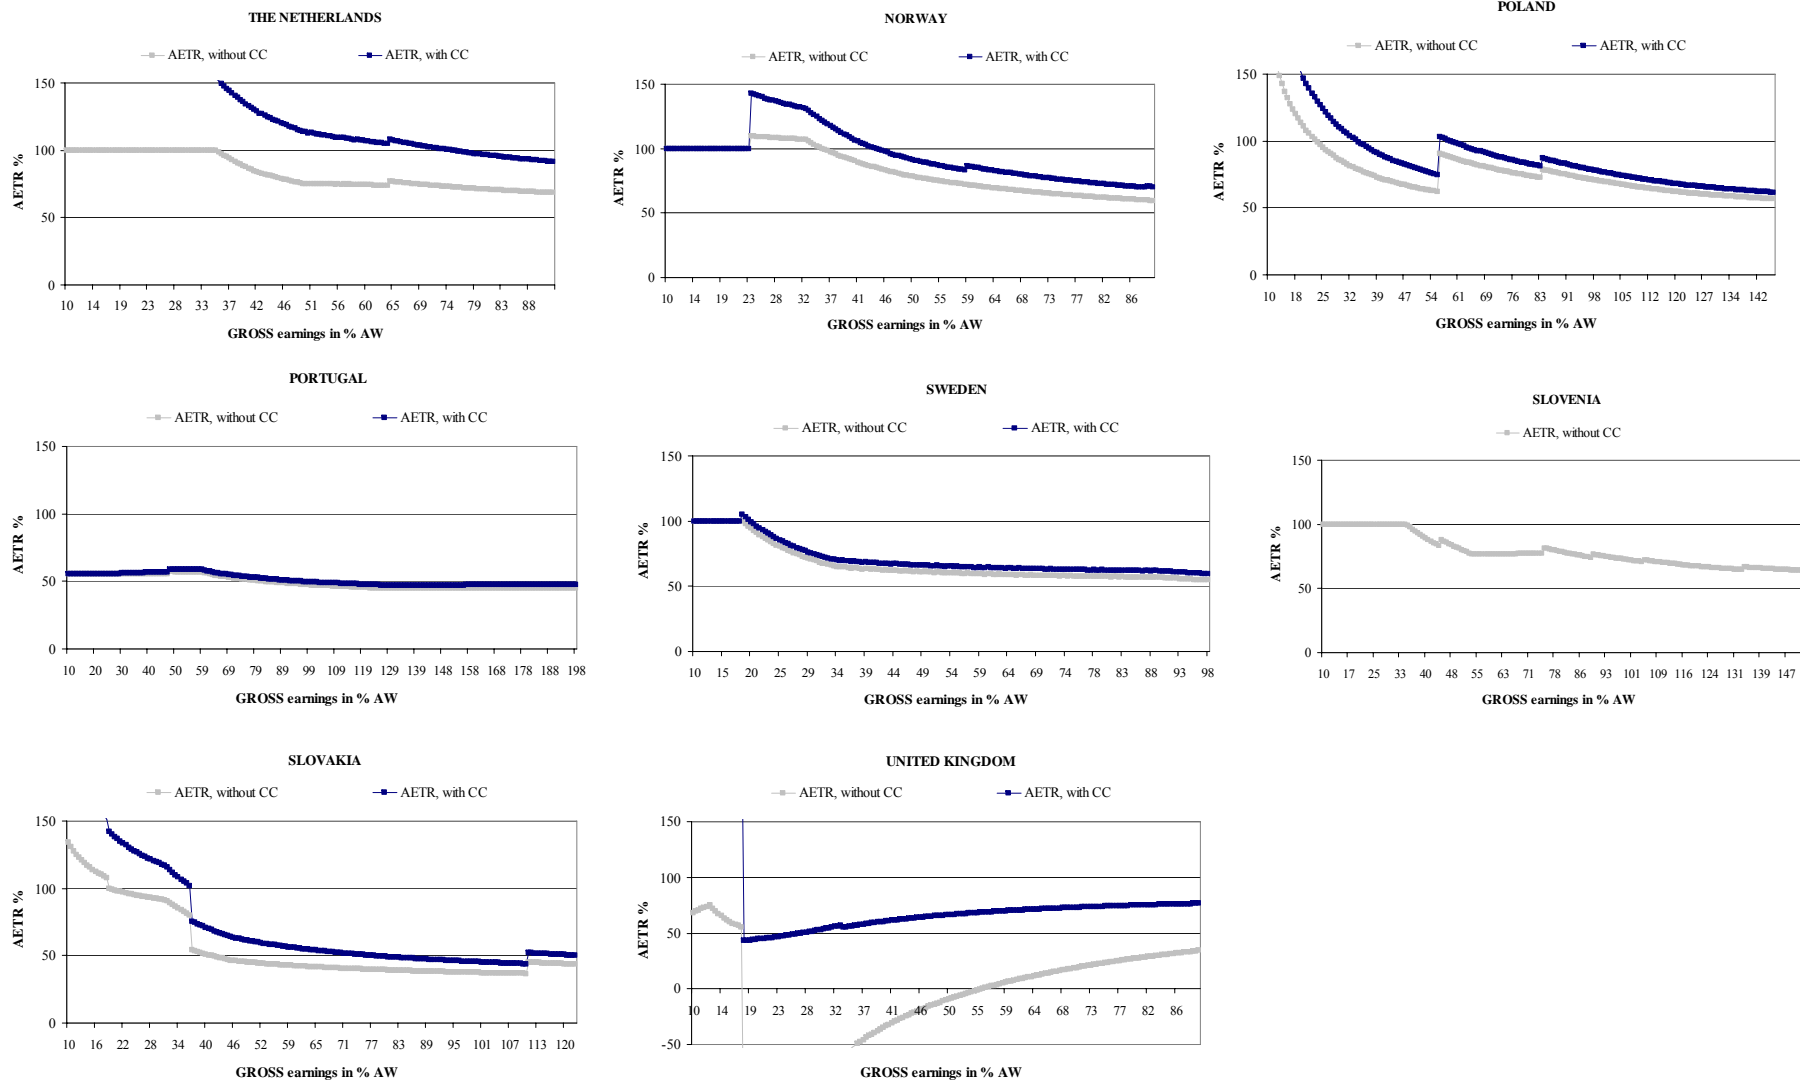 THE NETHERLANDS
AETR, without CC AETR, with CC
150
100
50
0
AETR %
10 14 19 23 28 33 37 42 46 51 56 60 65 69 74 79 83 88
GROSS earnings in % AW
NORWAY
AETR, without CC AETR, with CC
150
100
50
0
AETR %
10 14 19 23 28 32 37 41 46 50 55 59 64 68 73 77 82 86
GROSS earnings in % AW
POLAND
AETR, without CC AETR, with CC
150
100
50
0
AETR %
10 18 25 32 39 47 54 61 69 76 83 91 98 105 112 120 127 134 142
GROSS earnings in % AW
PORTUGAL
AETR, without CC AETR, with CC
150
100
50
0
AETR %
10 20 30 40 50 59 69 79 89 99 109 119 129 139 149 158 168 178 188 198
GROSS earnings in % AW
SWEDEN
AETR, without CC AETR, with CC
150
100
50
0
AETR %
10 15 20 25 29 34 39 44 49 54 59 64 69 74 78 83 88 93 98
GROSS earnings in % AW
SLOVENIA
AETR, without CC
150
100
50
0
AETR %
10 17 25 33 40 48 55 63 71 78 86 93 101 109 116 124 131 139 147
GROSS earnings in % AW
SLOVAKIA
AETR, without CC AETR, with CC
150
100
50
0
AETR %
10 16 22 28 34 40 46 52 58 65 71 77 83 89 95 101 107 113 120
GROSS earnings in % AW
UNITED KINGDOM
AETR, without CC AETR, with CC
150
100
50
0
-50
AETR %
10 14 19 23 28 32 37 41 46 50 55 59 64 68 73 77 82 86
GROSS earnings in % AW